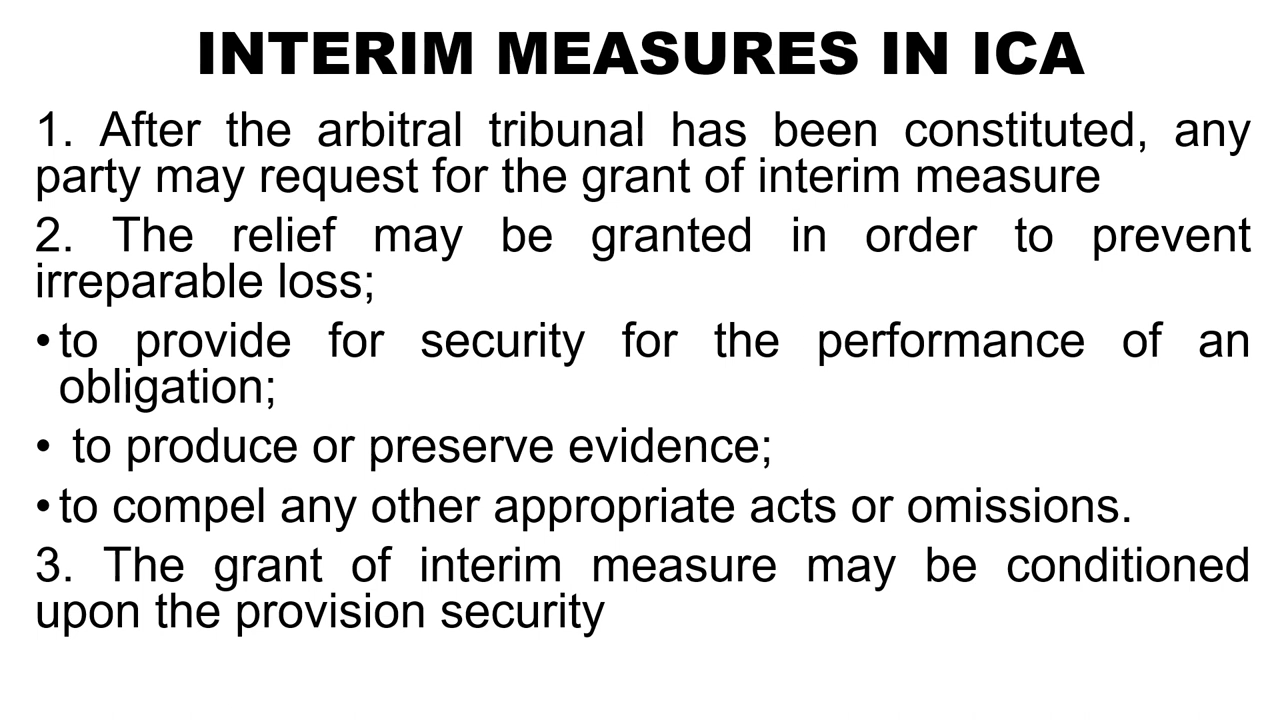 INTERIM MEASURES IN ICA
1. After the arbitral tribunal has been constituted, any
party may request for the grant of interim measure
2. The relief may be granted in order to prevent
irreparable loss;
• to provide for security for the performance of an
obligation;
• to produce or preserve evidence;
• to compel any other appropriate acts or omissions.
3. The grant of interim measure may be conditioned
upon the provision security